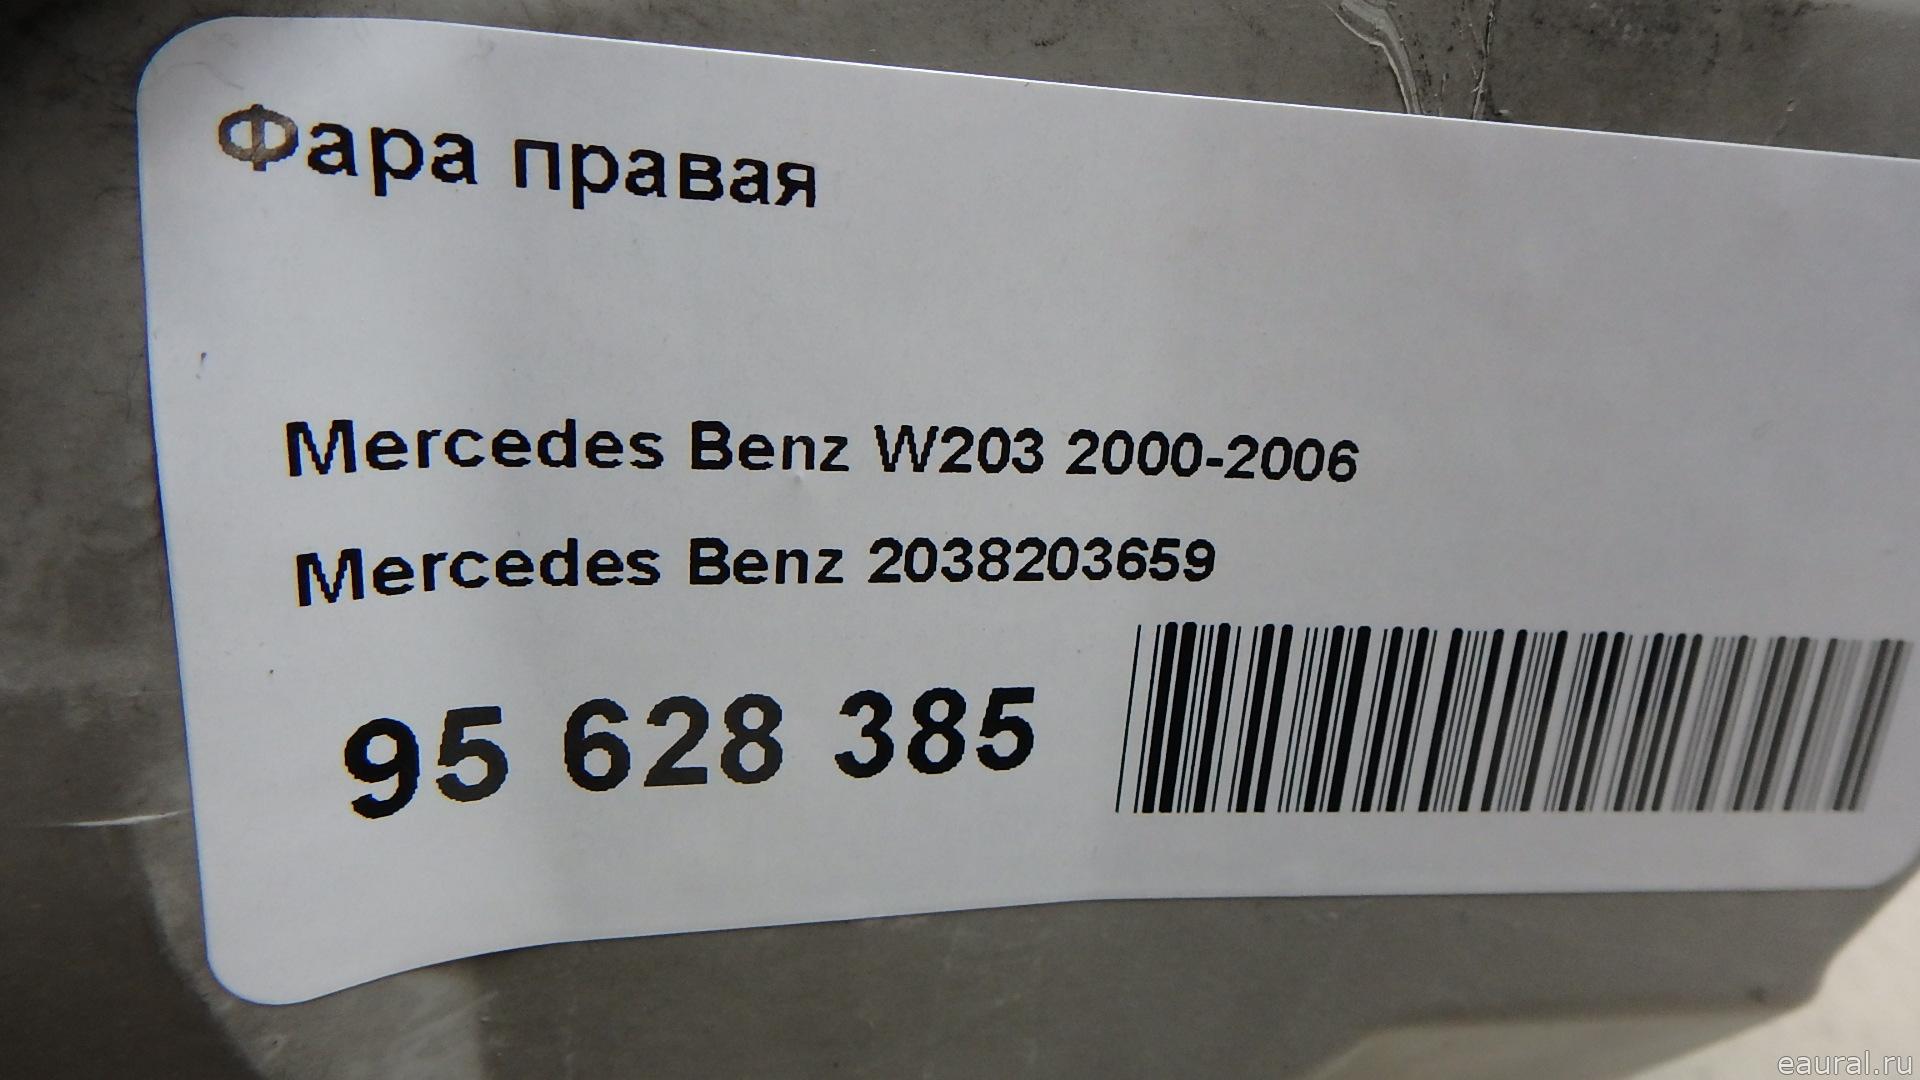 Фара правая
Mercedes Benz W203 2000-2006
Mercedes Benz 2038203659
95 628 385
eaural.ru